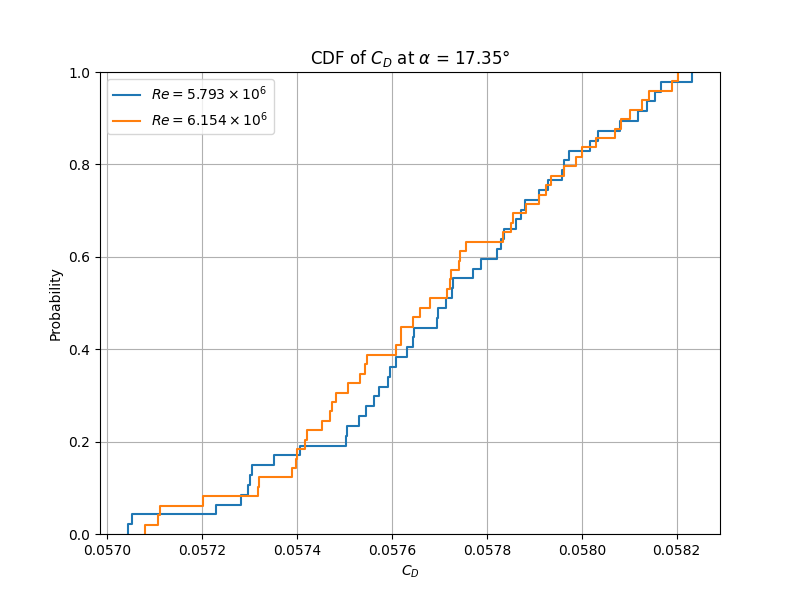 CDF of $C_D$ at $\alpha$ = 17.35°
$Re = 5.793 \times 10^6$
$Re = 6.154 \times 10^6$
Probability
1.0
0.8
0.6
0.4
0.2
0.0
0.0570 0.0572 0.0574 0.0576 0.0578 0.0580 0.0582
$C_D$